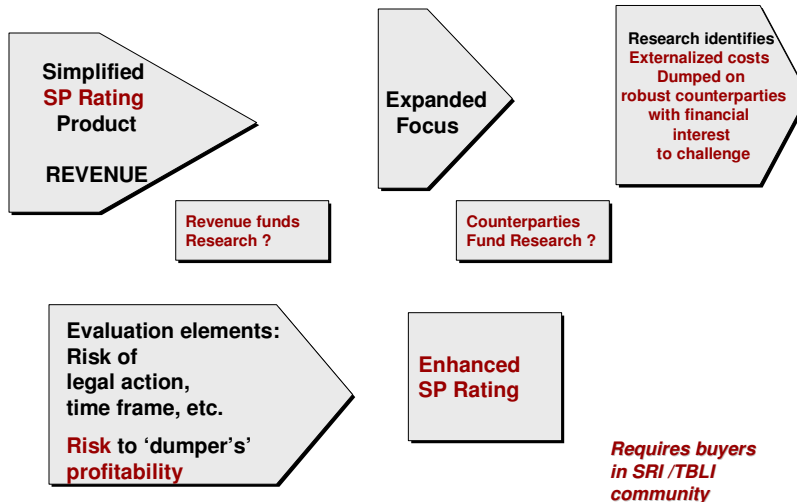 Simplified
SP Rating
Product
REVENUE
Expanded
Focus
Research identifies
Externalized costs
Dumped on
robust counterparties
with financial
interest
to challenge
Revenue funds
Research ?
Counterparties
Fund Research ?
Evaluation elements:
Risk of
legal action,
time frame, etc.
Risk to ‘dumper’s’
profitability
Enhanced
SP Rating
Requires buyers
in SRI /TBLI
community